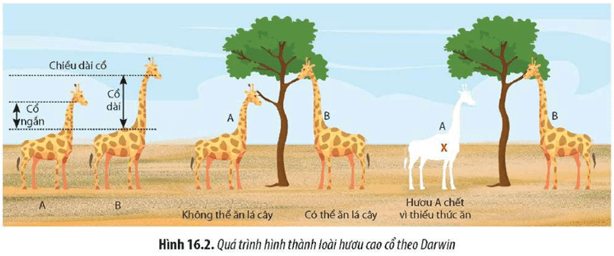 Chiều dài cổ
Cổ
ngắn
Cổ
dài
A
B
A
B
Không thể ăn lá cây
Có thể ăn lá cây
A
X
B
Hươu A chết
vì thiếu thức ăn
Hình 16.2. Quá trình hình thành loài hươu cao cổ theo Darwin